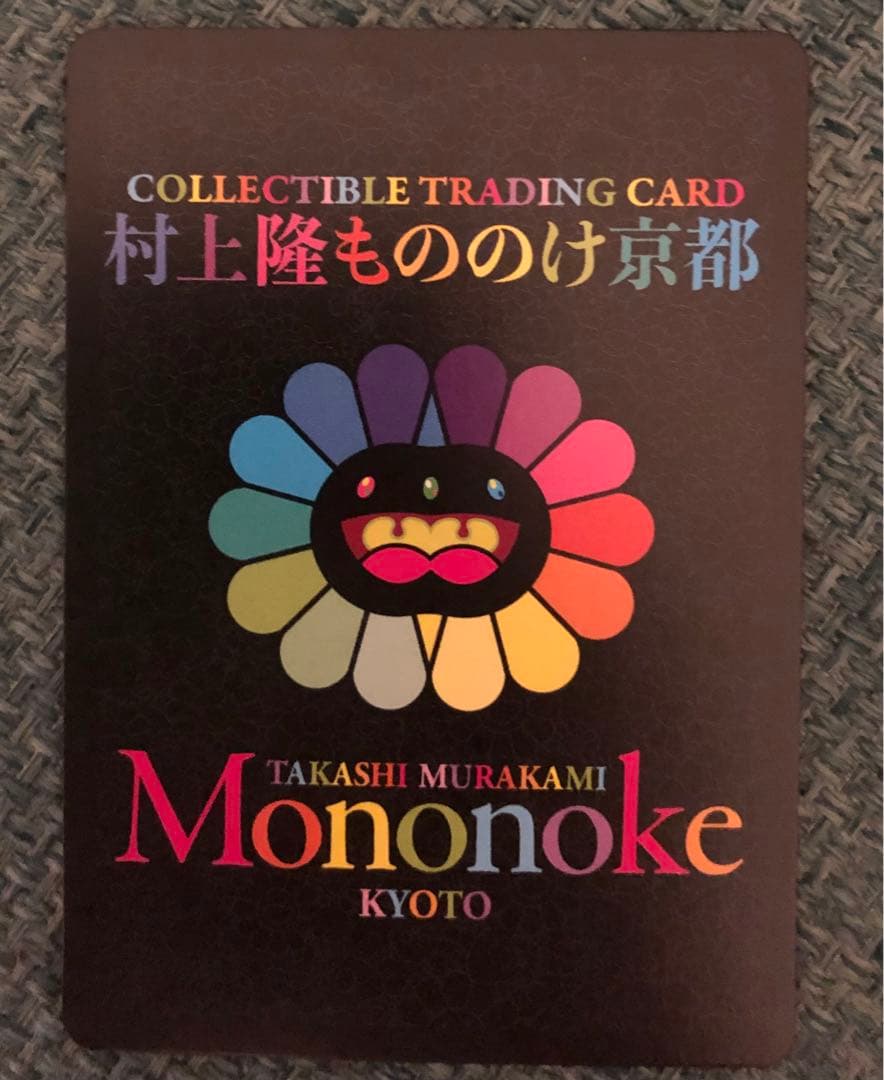 COLLECTIBLE TRADING CARD
村上隆もののけ京都
TAKASHI MURAKAMI
Mononoke
KYOTO